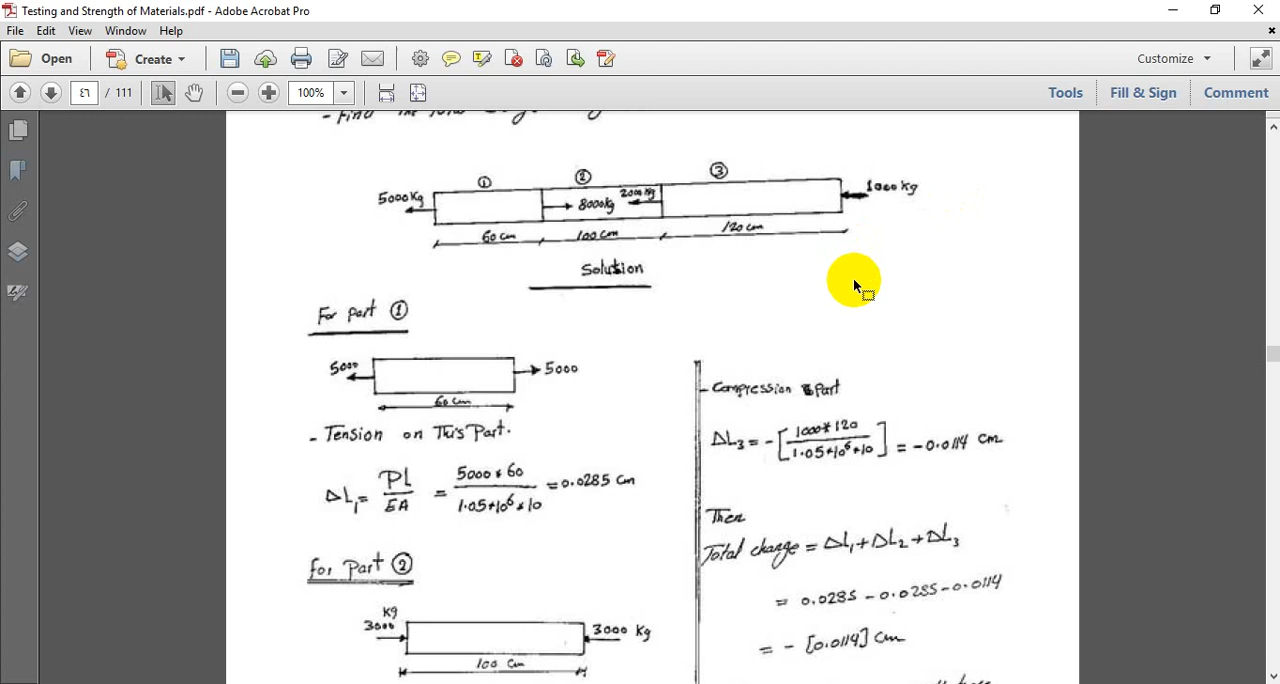 Testing and Strength of Materials.pdf - Adobe Acrobat Pro
File Edit View Window Help
Open Create Customize
٤٦ / 111 100% Tools Fill & Sign Comment
- Find the
① ② ③
5000 Kg 8000 Kg 2000 Kg 1000 Kg
60 cm 100 cm 120 cm
Solution
For part ①
5000 5000
60 cm
- Tension on This Part.
ΔL₁ = PL / EA = 5000 * 60 / 1.05*10⁶ * 10 = 0.0285 cm
for Part ②
Kg
3000 3000 Kg
100 Cm
- Compression Part
ΔL₃ = - [ 1000*120 / 1.05*10⁶*10 ] = - 0.0114 cm
Then
Total change = ΔL₁ + ΔL₂ + ΔL₃
= 0.0285 - 0.0285 - 0.0114
= - [0.0114] cm